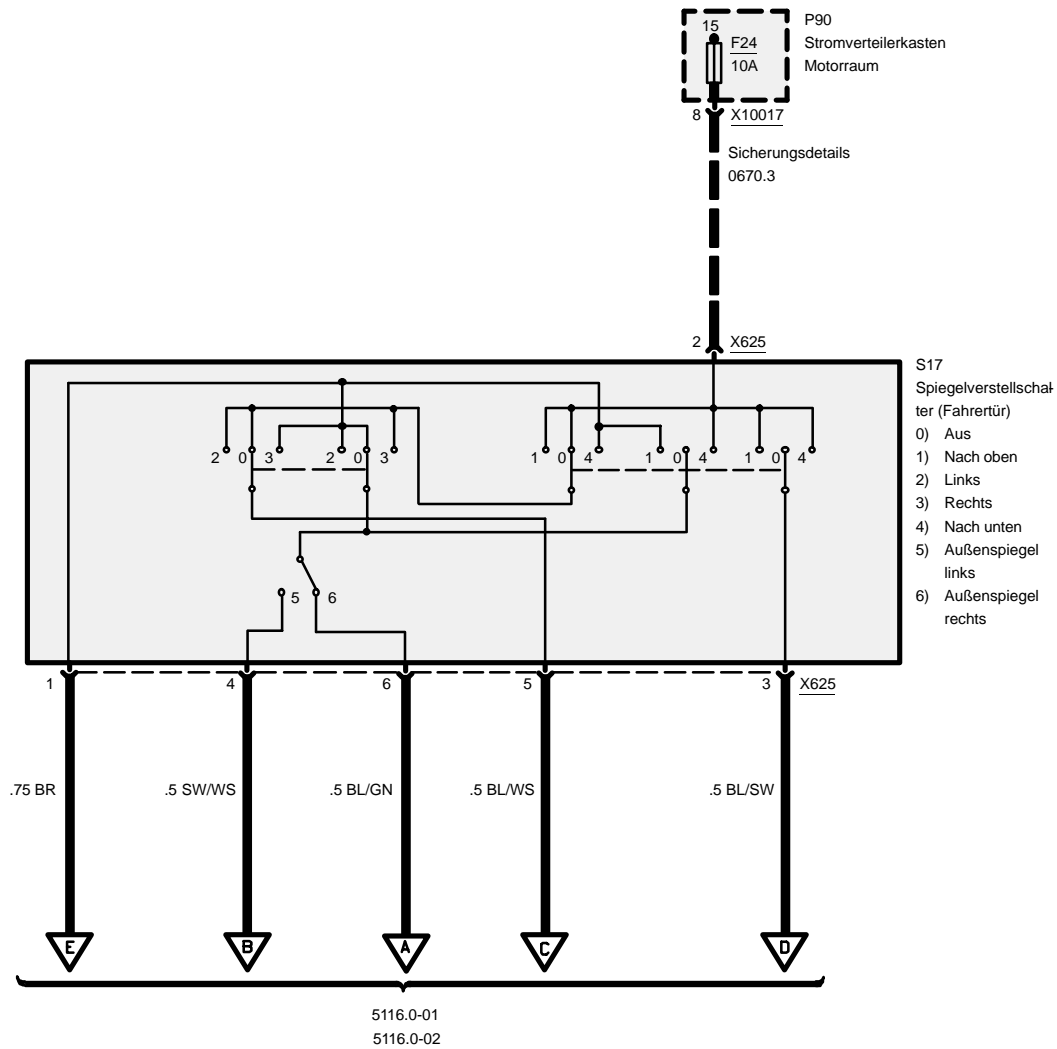 P90
Stromverteilerkasten
Motorraum
15
F24
10A
8 X10017
Sicherungsdetails
0670.3
2 X625
S17
Spiegelverstellschal-
ter (Fahrertür)
0) Aus
1) Nach oben
2) Links
3) Rechts
4) Nach unten
5) Außenspiegel
links
6) Außenspiegel
rechts
2 0 3 2 0 3 1 0 4 1 0 4 1 0 4
5 6
1 4 6 5 3 X625
.75 BR .5 SW/WS .5 BL/GN .5 BL/WS .5 BL/SW
E B A C D
5116.0-01
5116.0-02